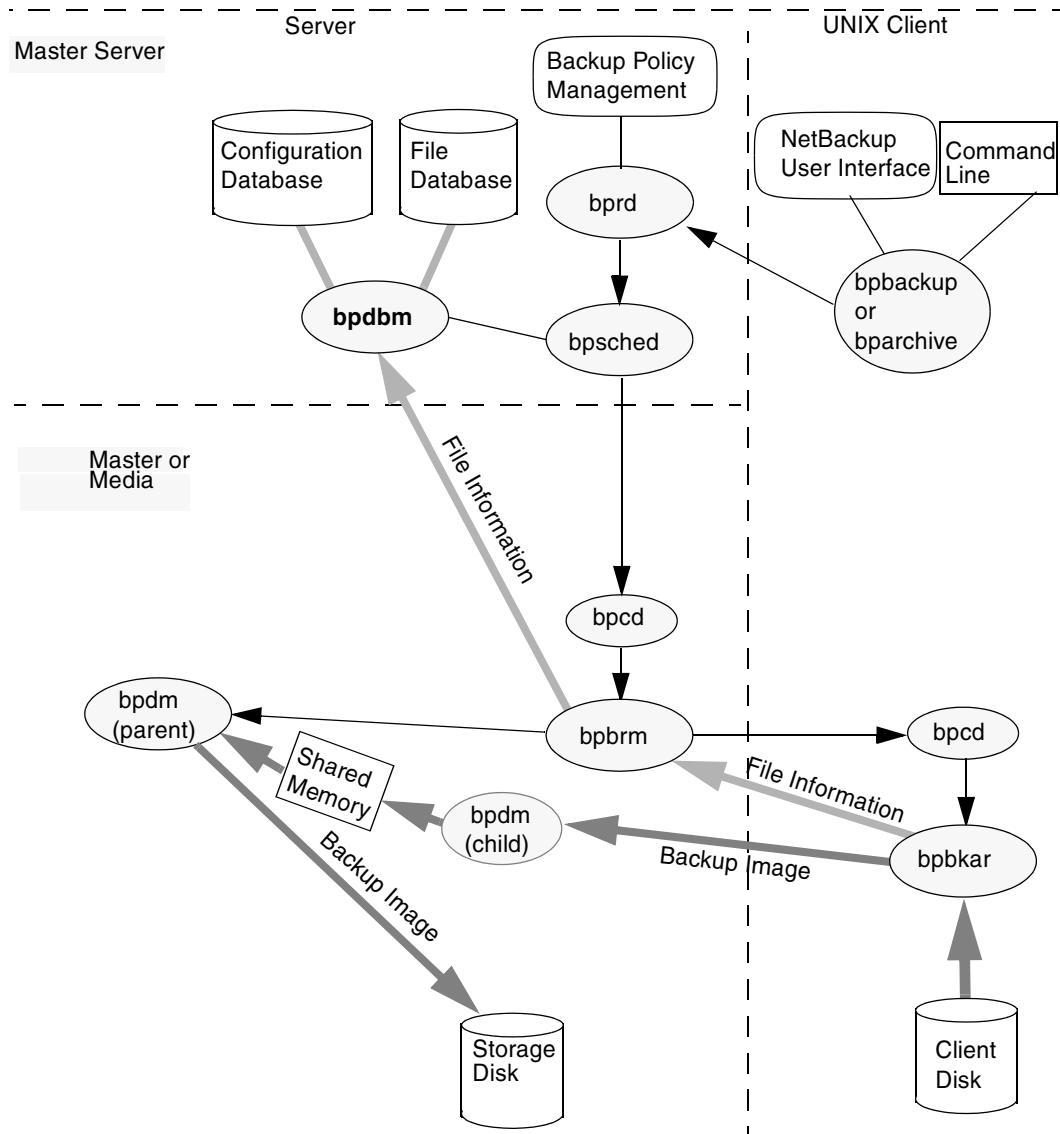 Server
UNIX Client
Master Server
Backup Policy
Management
Configuration
Database
File
Database
NetBackup
User Interface
Command
Line
bprd
bpbackup
or
bparchive
bpdbm
bpsched
Master or
Media
File Information
bpcd
bpdm
(parent)
bpbrm
bpcd
Shared
Memory
File Information
bpdm
(child)
Backup Image
bpbkar
Backup Image
Storage
Disk
Client
Disk